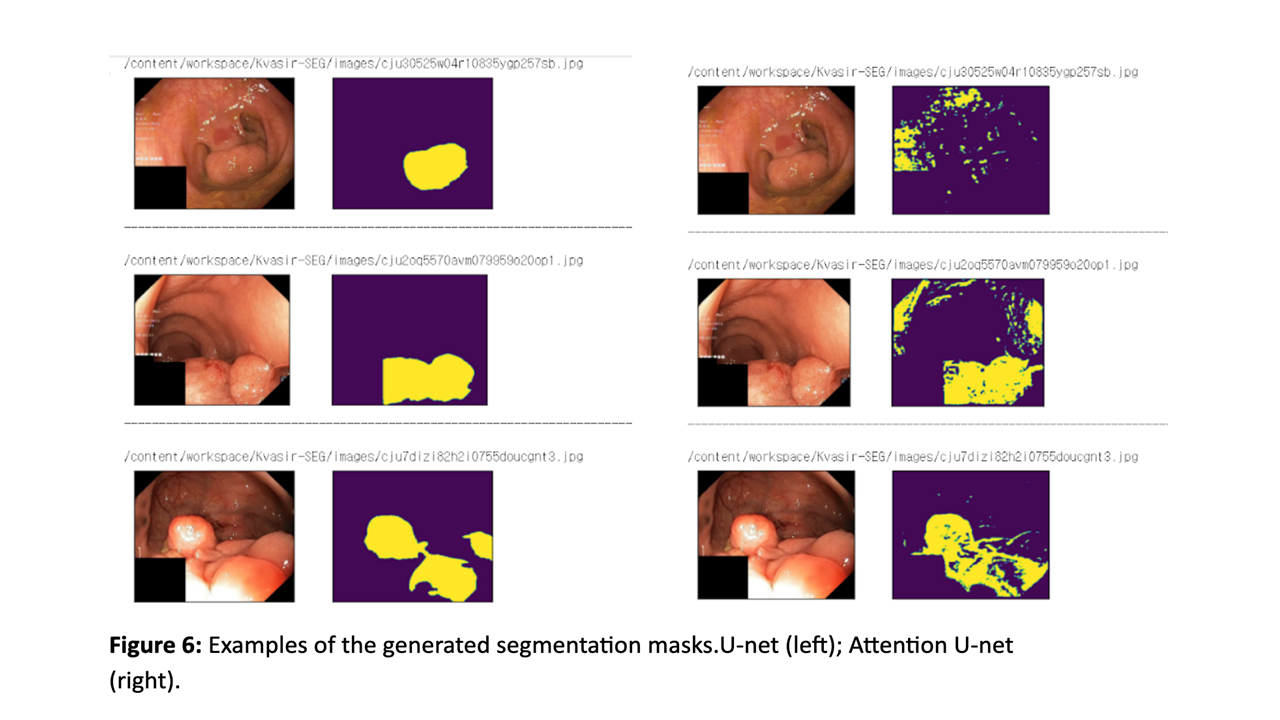 /content/workspace/Kvasir-SEG/images/cju30525w04r10835ygp257sb.jpg
/content/workspace/Kvasir-SEG/images/cju2oq5570avm079959o20op1.jpg
/content/workspace/Kvasir-SEG/images/cju7dizi82h2i0755doucgnt3.jpg
/content/workspace/Kvasir-SEG/images/cju30525w04r10835ygp257sb.jpg
/content/workspace/Kvasir-SEG/images/cju2oq5570avm079959o20op1.jpg
/content/workspace/Kvasir-SEG/images/cju7dizi82h2i0755doucgnt3.jpg
Figure 6: Examples of the generated segmentation masks.U-net (left); Attention U-net
(right).